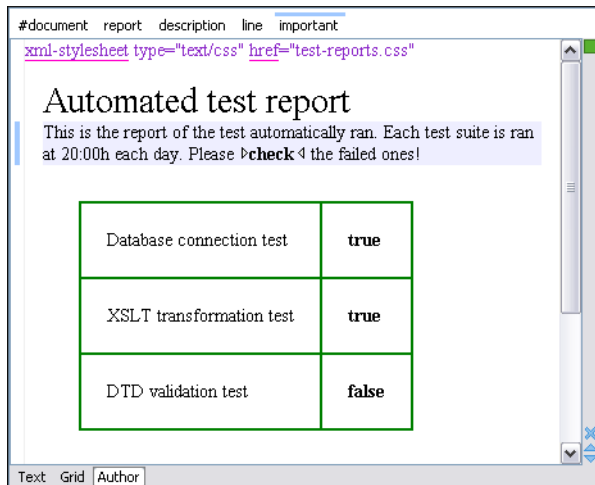 #document report description line important
xml-stylesheet type="text/css" href="test-reports.css"
Automated test report
This is the report of the test automatically ran. Each test suite is ran
at 20:00h each day. Please check the failed ones!
Database connection test true
XSLT transformation test true
DTD validation test false
Text Grid Author